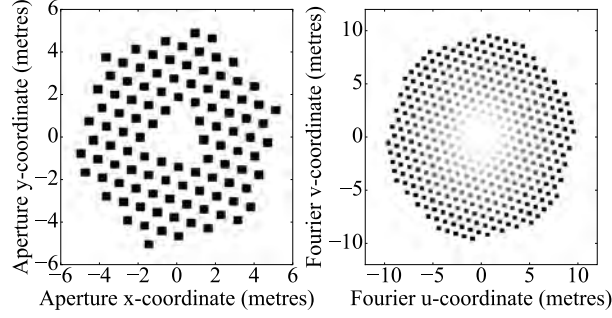 Aperture y-coordinate (metres)
6
4
2
0
−2
−4
−6
−6 −4 −2 0 2 4 6
Aperture x-coordinate (metres)
Fourier v-coordinate (metres)
10
5
0
−5
−10
−10 −5 0 5 10
Fourier u-coordinate (metres)